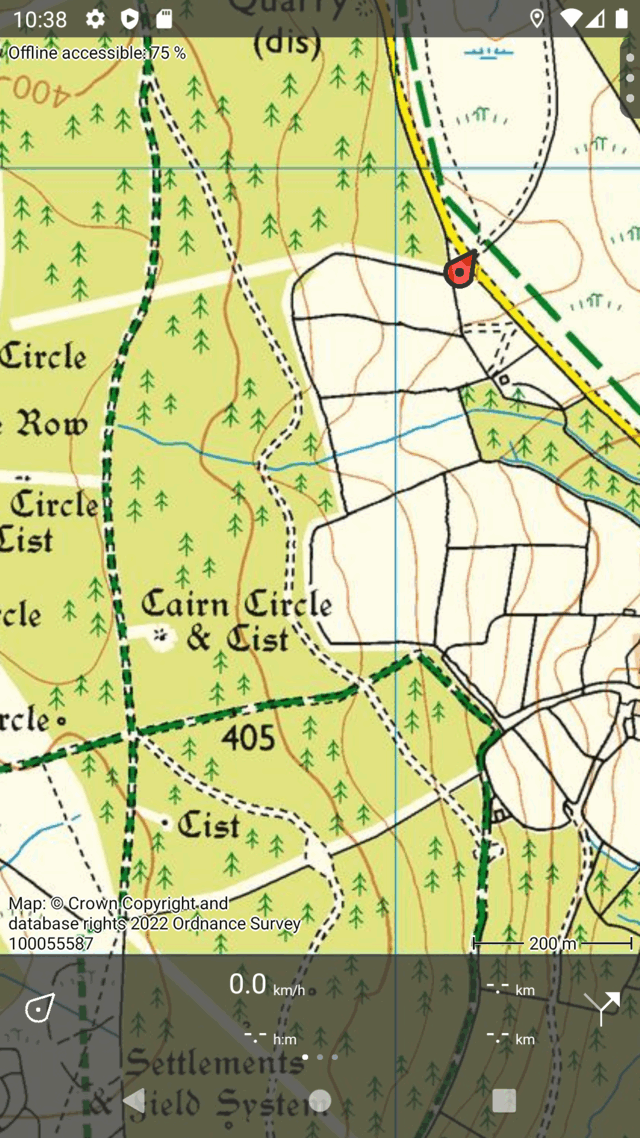 10:38
Quarry
(dis)
Offline accessible: 75 %
400
Circle
e Row
Circle
Cist
Cairn Circle
& Cist
rcle
rcle
405
Cist
Map: © Crown Copyright and
database rights 2022 Ordnance Survey
100055587
200 m
0.0 km/h
-.- km
-.- h:m
-.- km
Settlements
& Field System